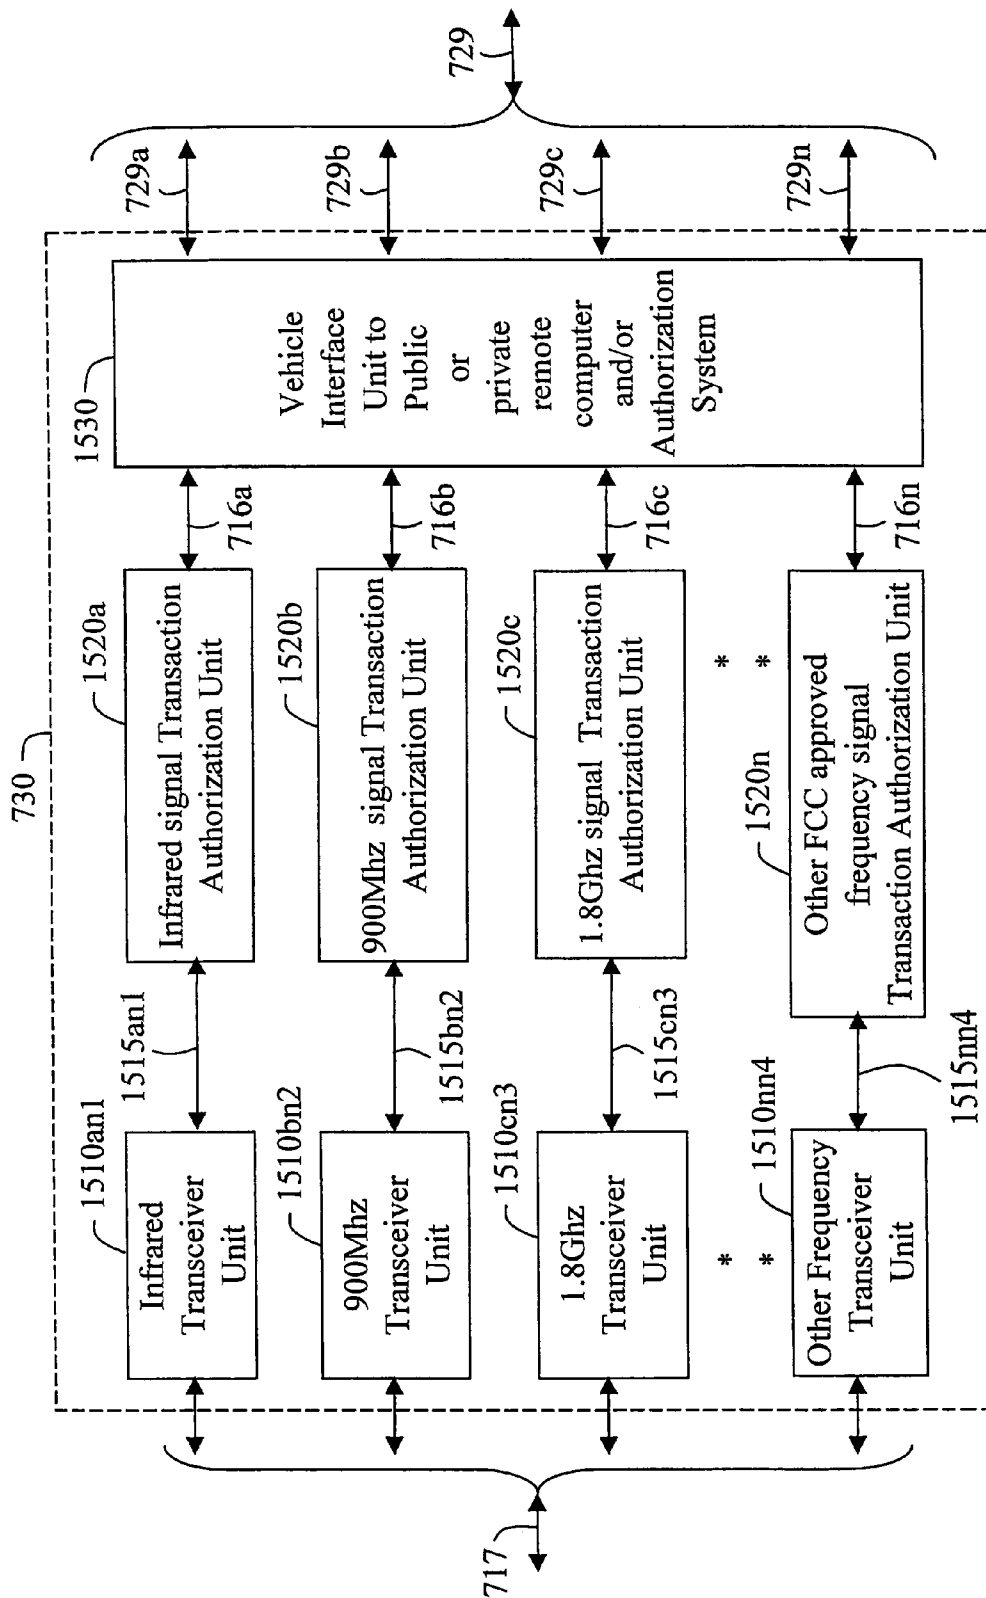 730
717
1510an1
Infrared
Transceiver
Unit
1515an1
1520a
Infrared signal Transaction
Authorization Unit
716a
729a
1510bn2
900Mhz
Transceiver
Unit
1515bn2
1520b
900Mhz signal Transaction
Authorization Unit
716b
729b
1510cn3
1.8Ghz
Transceiver
Unit
1515cn3
1520c
1.8Ghz signal Transaction
Authorization Unit
716c
729c
* *
* *
1510nn4
Other Frequency
Transceiver
Unit
1515nn4
1520n
Other FCC approved
frequency signal
Transaction Authorization Unit
716n
729n
1530
Vehicle
Interface
Unit to
Public
or
private
remote
computer
and/or
Authorization
System
729